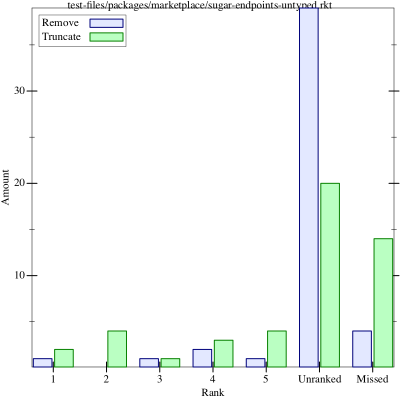 test-files/packages/marketplace/sugar-endpoints-untyped.rkt
Remove
Truncate
30
20
10
Amount
1 2 3 4 5 Unranked Missed
Rank